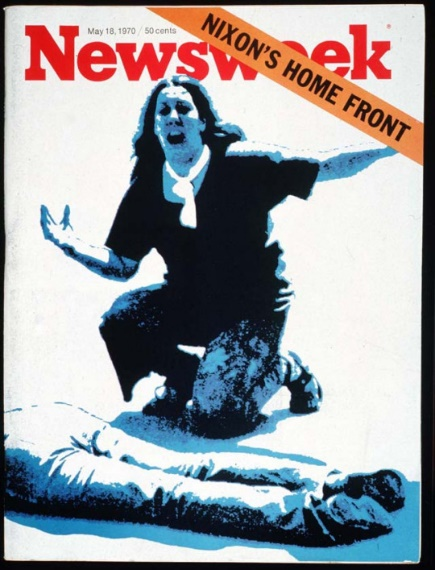 May 18, 1970 / 50 cents
Newsweek
NIXON'S HOME FRONT